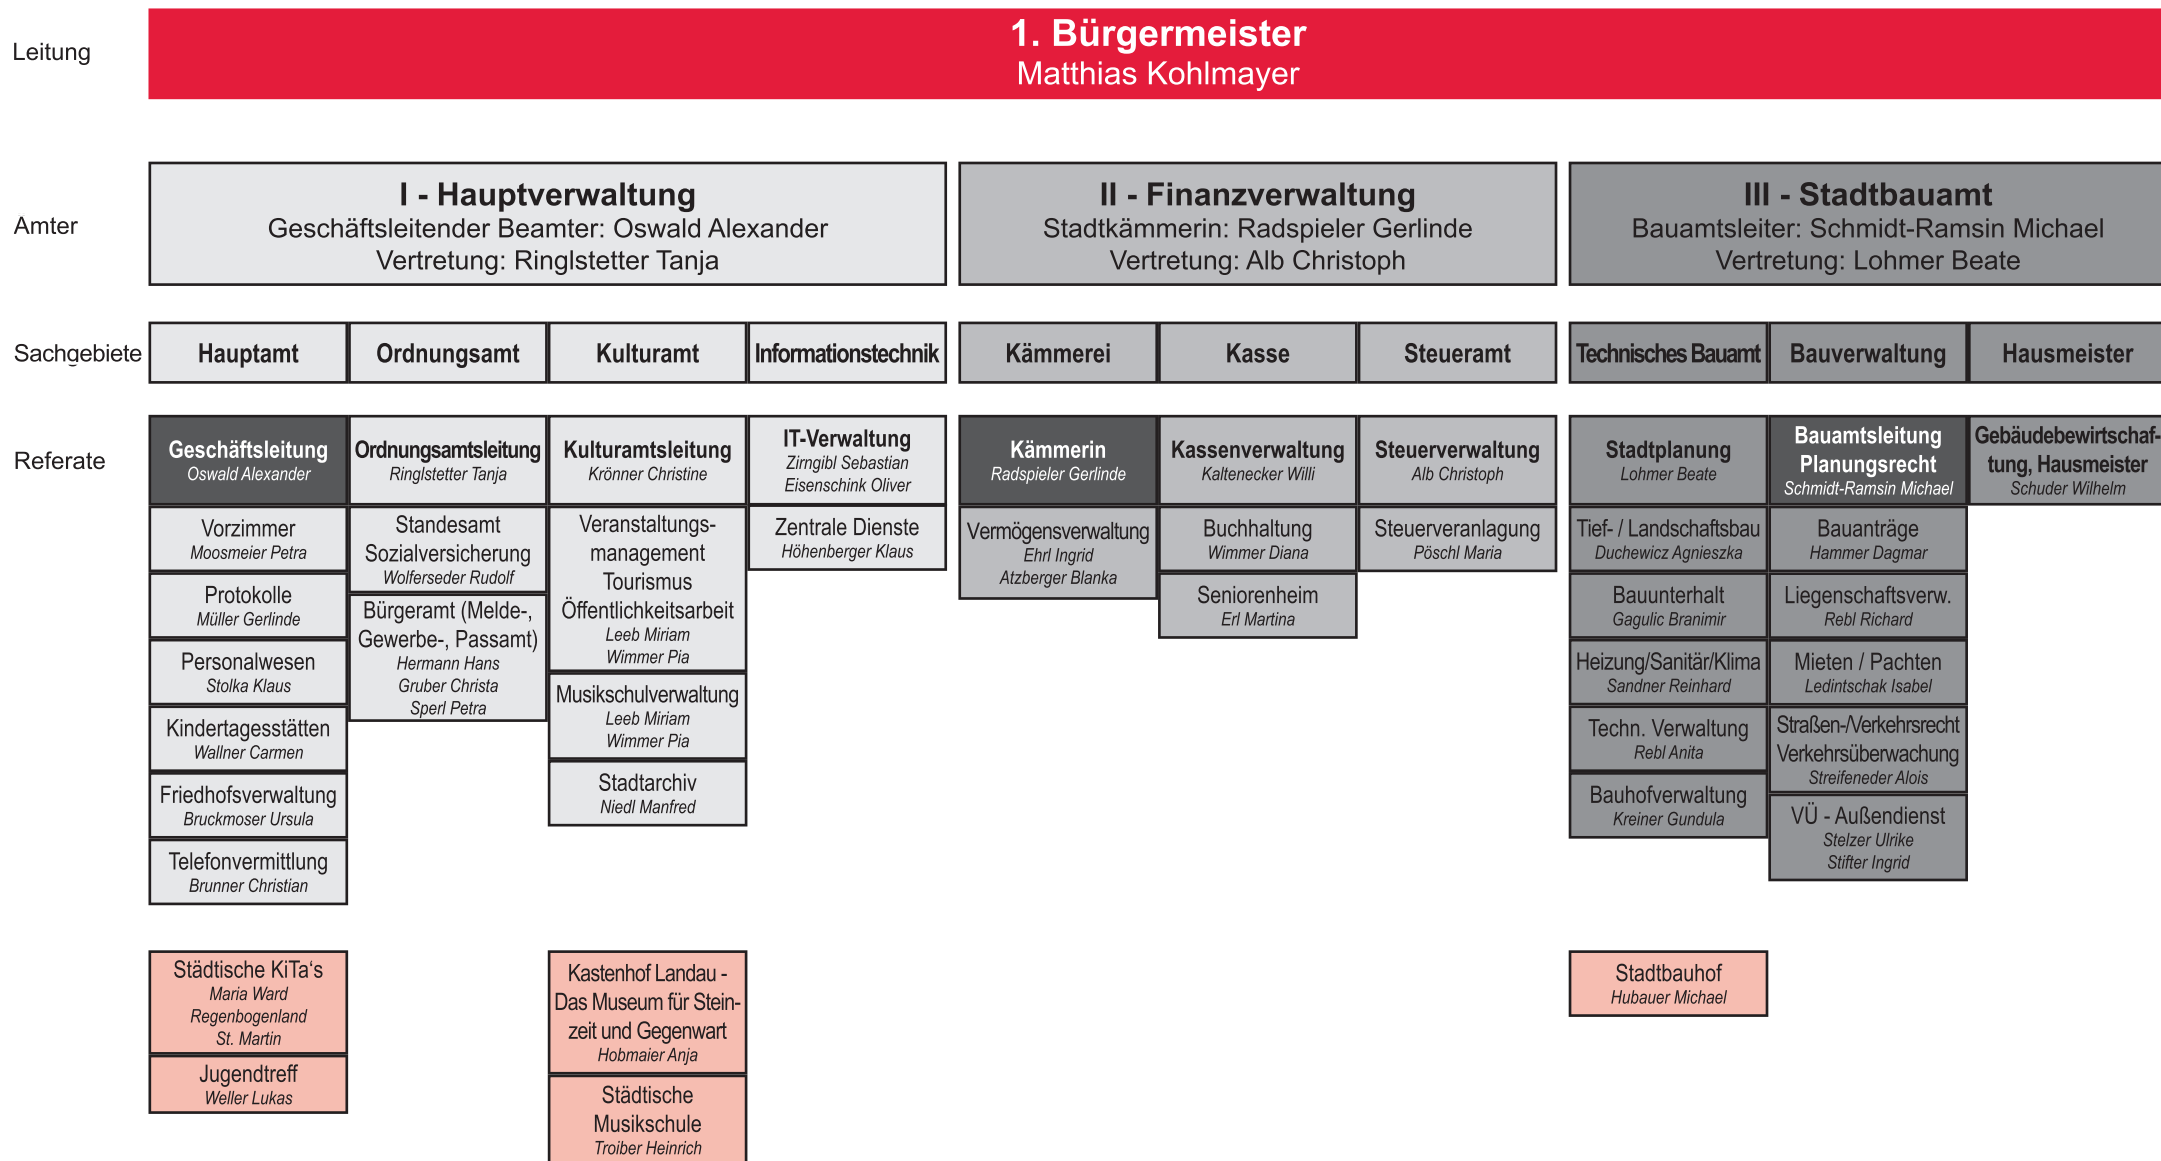 Leitung
1. Bürgermeister
Matthias Kohlmayer
Amter
I - Hauptverwaltung
Geschäftsleitender Beamter: Oswald Alexander
Vertretung: Ringlstetter Tanja
II - Finanzverwaltung
Stadtkämmerin: Radspieler Gerlinde
Vertretung: Alb Christoph
III - Stadtbauamt
Bauamtsleiter: Schmidt-Ramsin Michael
Vertretung: Lohmer Beate
Sachgebiete
Hauptamt
Ordnungsamt
Kulturamt
Informationstechnik
Kämmerei
Kasse
Steueramt
Technisches Bauamt
Bauverwaltung
Hausmeister
Referate
Geschäftsleitung
Oswald Alexander
Vorzimmer
Moosmeier Petra
Protokolle
Müller Gerlinde
Personalwesen
Stolka Klaus
Kindertagesstätten
Wallner Carmen
Friedhofsverwaltung
Bruckmoser Ursula
Telefonvermittlung
Brunner Christian
Städtische KiTa‘s
Maria Ward
Regenbogenland
St. Martin
Jugendtreff
Weller Lukas
Ordnungsamtsleitung
Ringlstetter Tanja
Standesamt
Sozialversicherung
Wolferseder Rudolf
Bürgeramt (Melde-,
Gewerbe-, Passamt)
Hermann Hans
Gruber Christa
Sperl Petra
Kulturamtsleitung
Krönner Christine
Veranstaltungs-
management
Tourismus
Öffentlichkeitsarbeit
Leeb Miriam
Wimmer Pia
Musikschulverwaltung
Leeb Miriam
Wimmer Pia
Stadtarchiv
Niedl Manfred
Kastenhof Landau -
Das Museum für Stein-
zeit und Gegenwart
Hobmaier Anja
Städtische
Musikschule
Troiber Heinrich
IT-Verwaltung
Zirngibl Sebastian
Eisenschink Oliver
Zentrale Dienste
Höhenberger Klaus
Kämmerin
Radspieler Gerlinde
Vermögensverwaltung
Ehrl Ingrid
Atzberger Blanka
Kassenverwaltung
Kaltenecker Willi
Buchhaltung
Wimmer Diana
Seniorenheim
Erl Martina
Steuerverwaltung
Alb Christoph
Steuerveranlagung
Pöschl Maria
Stadtplanung
Lohmer Beate
Tief- / Landschaftsbau
Duchewicz Agnieszka
Bauunterhalt
Gagulic Branimir
Heizung/Sanitär/Klima
Sandner Reinhard
Techn. Verwaltung
Rebl Anita
Bauhofverwaltung
Kreiner Gundula
Stadtbauhof
Hubauer Michael
Bauamtsleitung
Planungsrecht
Schmidt-Ramsin Michael
Bauanträge
Hammer Dagmar
Liegenschaftsverw.
Rebl Richard
Mieten / Pachten
Ledintschak Isabel
Straßen-/Verkehrsrecht
Verkehrsüberwachung
Streifeneder Alois
VÜ - Außendienst
Stelzer Ulrike
Stifter Ingrid
Gebäudebewirtschaf-
tung, Hausmeister
Schuder Wilhelm